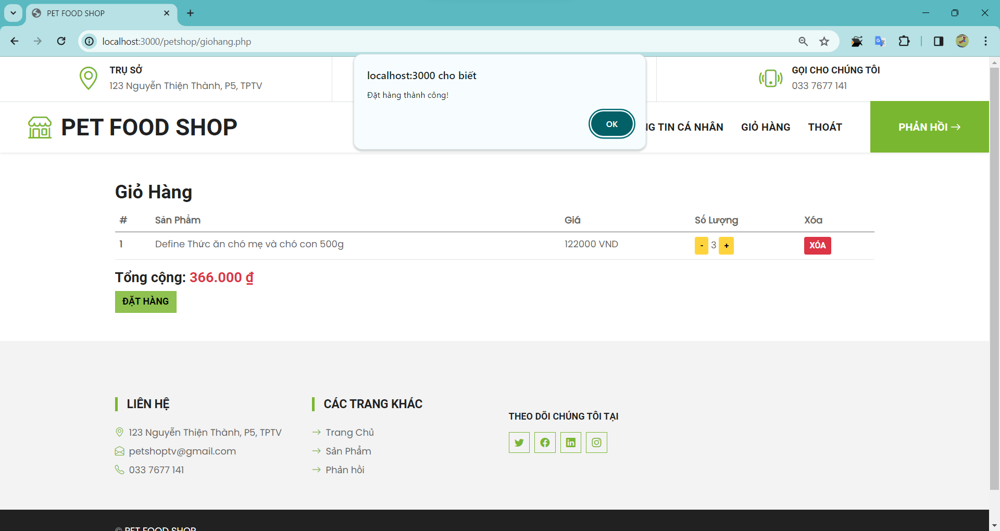 PET FOOD SHOP
localhost:3000/petshop/giohang.php
TRỤ SỞ
123 Nguyễn Thiện Thành, P5, TPTV
localhost:3000 cho biết
Đặt hàng thành công!
OK
GỌI CHO CHÚNG TÔI
033 7677 141
PET FOOD SHOP
NG TIN CÁ NHÂN
GIỎ HÀNG
THOÁT
PHẢN HỒI →
Giỏ Hàng
# Sản Phẩm Giá Số Lượng Xóa
1 Define Thức ăn chó mẹ và chó con 500g 122000 VND - 3 + XÓA
Tổng cộng: 366.000 ₫
ĐẶT HÀNG
LIÊN HỆ
123 Nguyễn Thiện Thành, P5, TPTV
petshoptv@gmail.com
033 7677 141
CÁC TRANG KHÁC
→ Trang Chủ
→ Sản Phẩm
→ Phản hồi
THEO DÕI CHÚNG TÔI TẠI
© PET FOOD SHOP